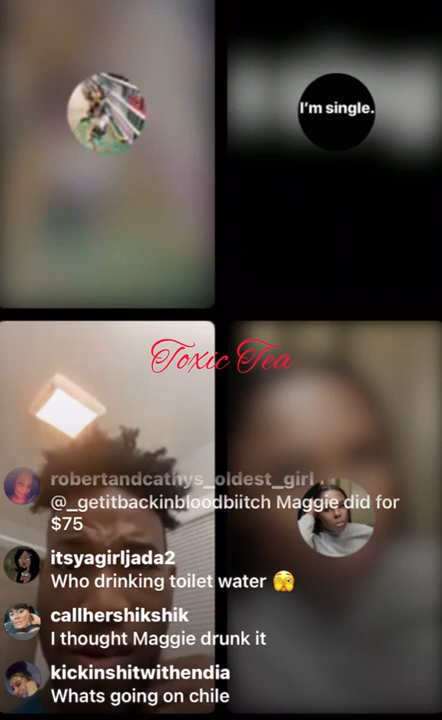 I'm single.
Toxic Tea
robertandcathys_oldest_girl
@_getitbackinbloodbiitch Maggie did for
$75
itsyagirljada2
Who drinking toilet water 🫣
callhershikshik
I thought Maggie drunk it
kickinshitwithendia
Whats going on chile